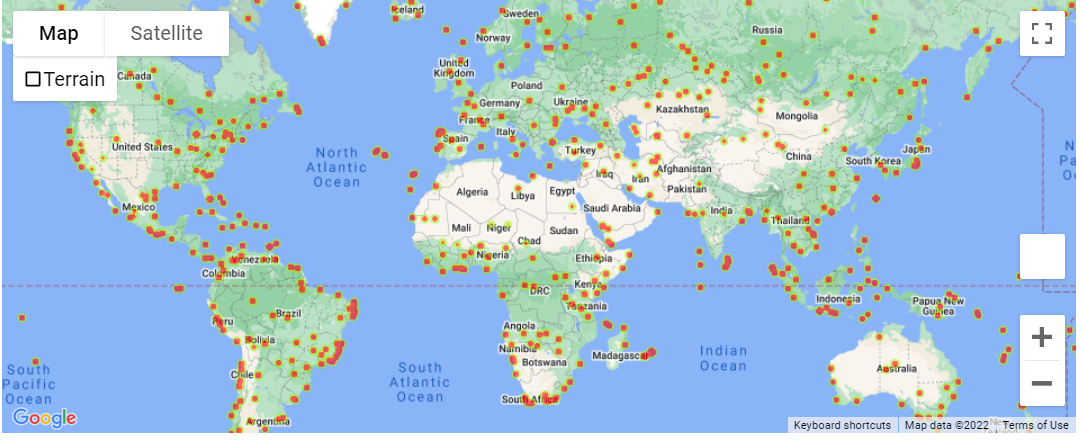 Map
Satellite
Terrain
Iceland
Sweden
Norway
Russia
Canada
United
Kingdom
Poland
Germany
Ukraine
Kazakhstan
Mongolia
France
Spain
Italy
Turkey
United States
North
Atlantic
Ocean
China
South Korea
Japan
Afghanistan
Iraq
Iran
Pakistan
Algeria
Libya
Egypt
Saudi Arabia
India
Mexico
Mali
Niger
Sudan
Chad
Thailand
Nigeria
Ethiopia
Venezuela
Colombia
Kenya
DRC
Tanzania
Indonesia
Papua New
Guinea
Brazil
Peru
Angola
Bolivia
Namibia
Botswana
Madagascar
Indian
Ocean
Australia
Chile
South
Pacific
Ocean
South
Atlantic
Ocean
South Africa
Argentina
Google
Keyboard shortcuts
Map data ©2022
Terms of Use